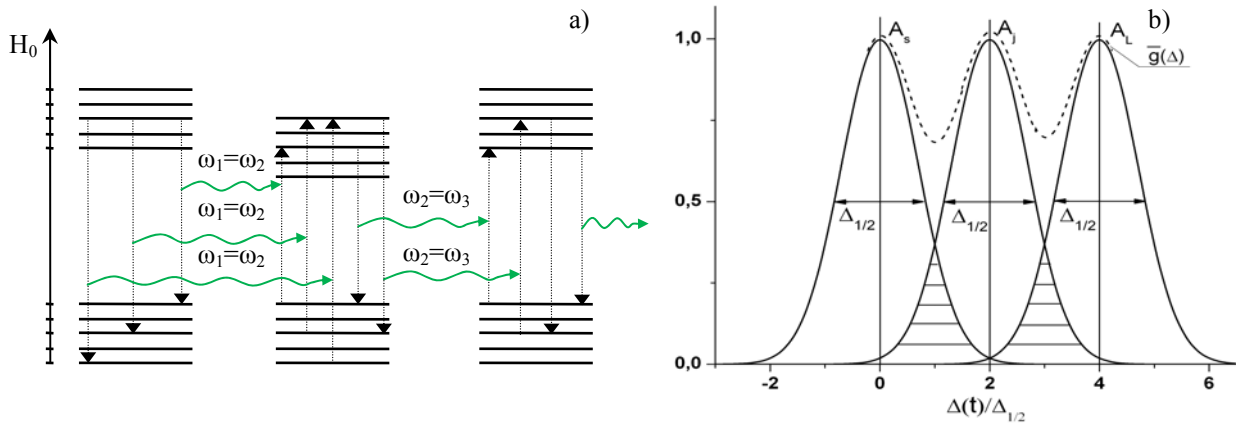 a)
H₀
ω₁=ω₂
ω₁=ω₂
ω₁=ω₂
ω₂=ω₃
ω₂=ω₃
b)
1,0
0,5
0,0
Aₛ
Aⱼ
A_L
g̅(Δ)
Δ₁/₂
Δ₁/₂
Δ₁/₂
-2
0
2
4
6
Δ(t)/Δ₁/₂